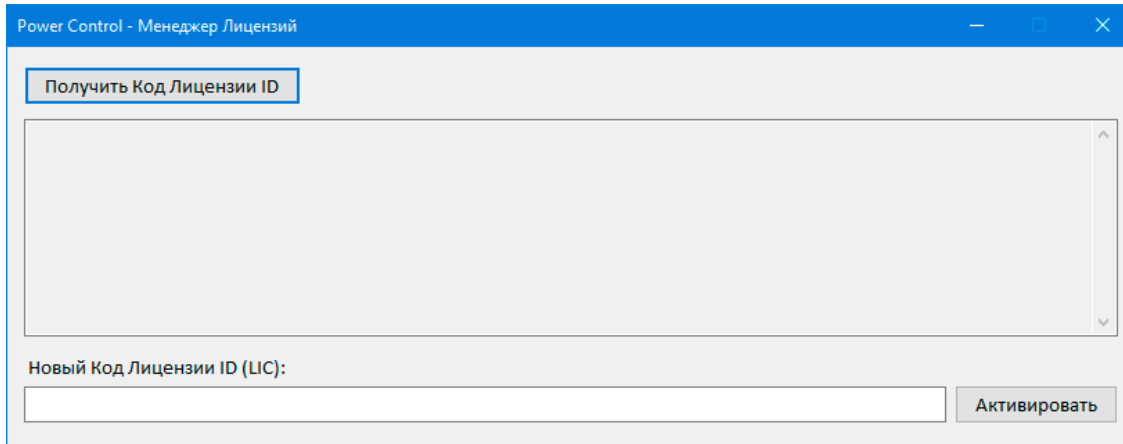 Power Control - Менеджер Лицензий
Получить Код Лицензии ID
Новый Код Лицензии ID (LIC):
Активировать